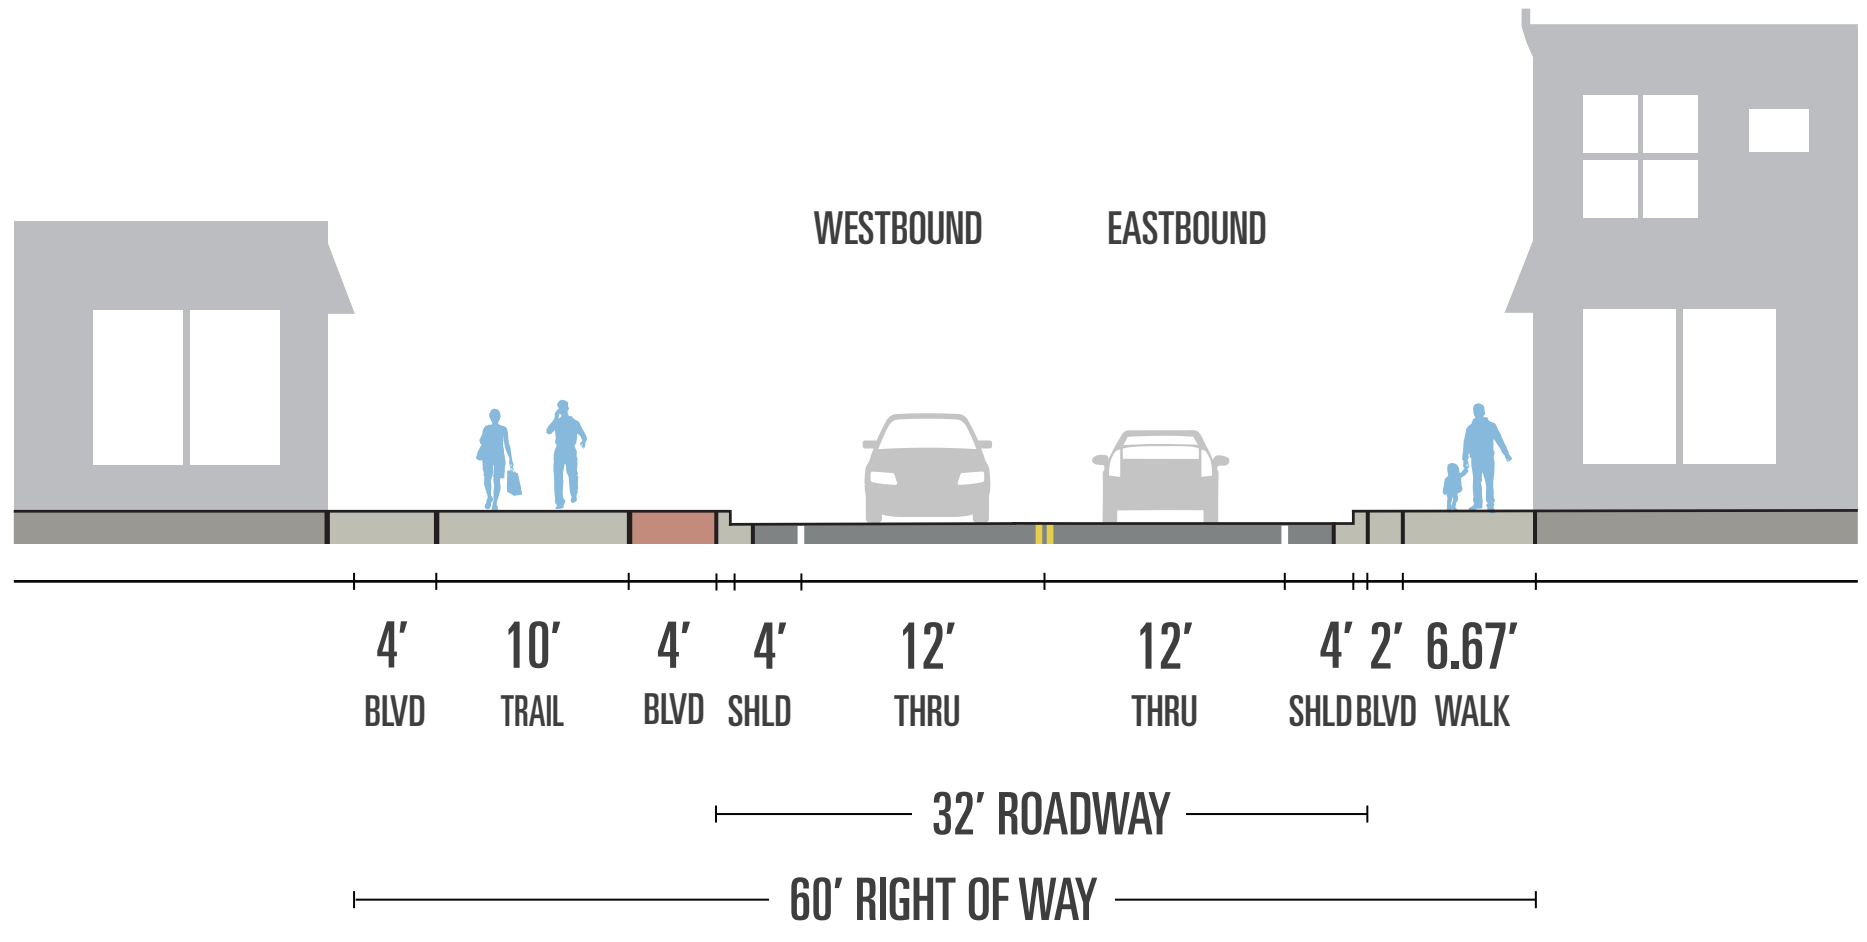 WESTBOUND EASTBOUND
4' 10' 4' 4' 12' 12' 4' 2' 6.67'
BLVD TRAIL BLVD SHLD THRU THRU SHLD BLVD WALK
32' ROADWAY
60' RIGHT OF WAY